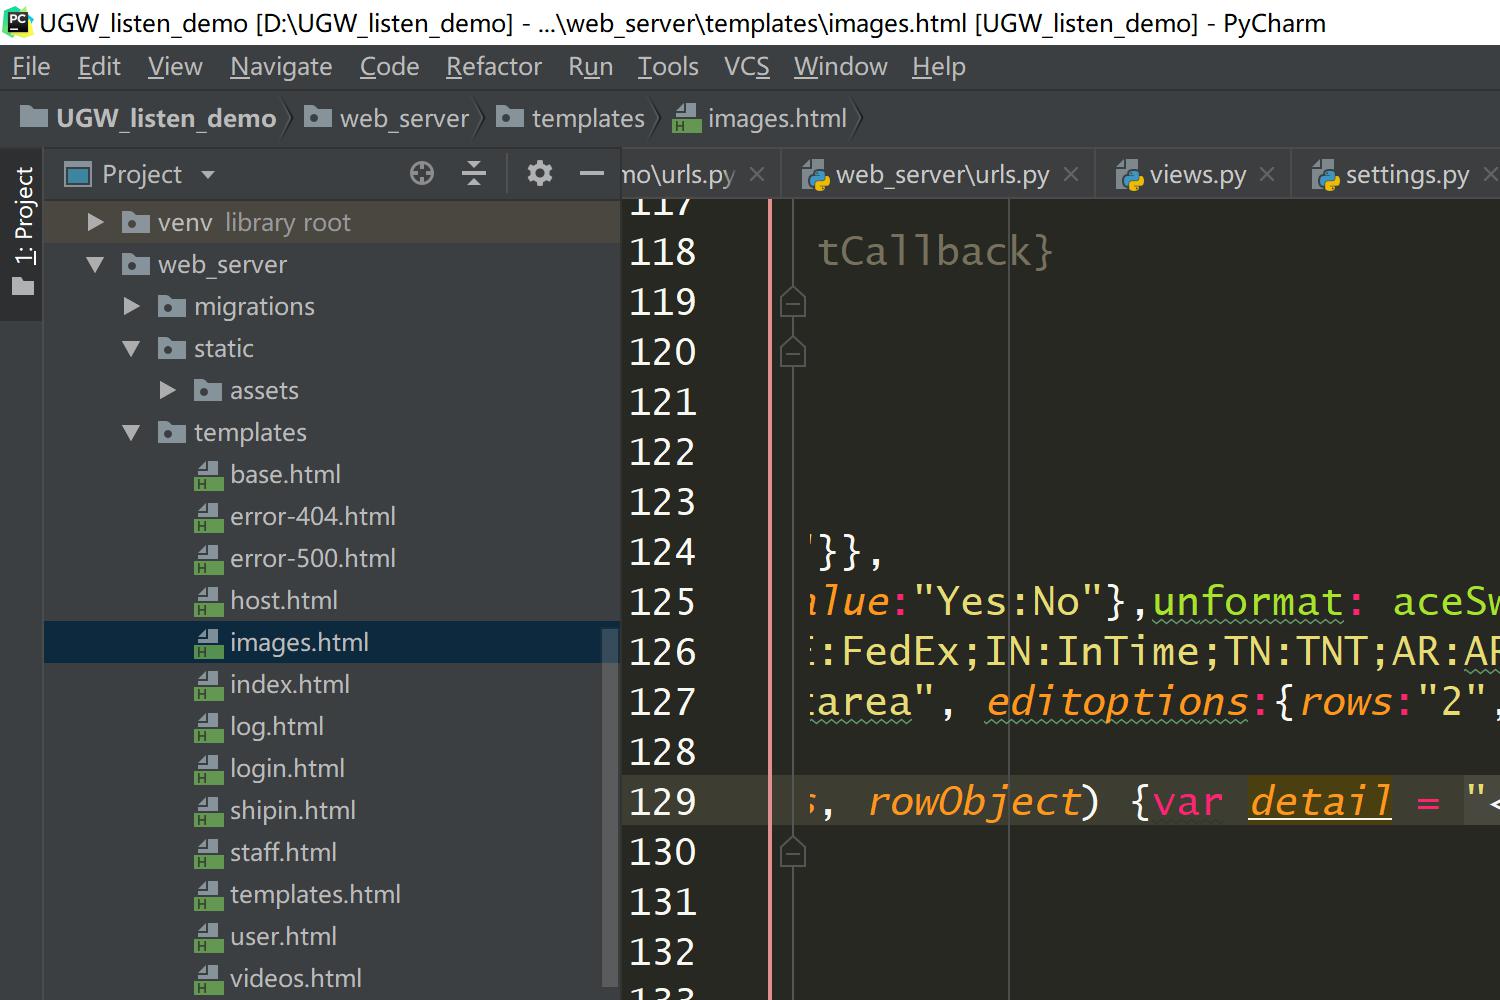 UGW_listen_demo [D:\UGW_listen_demo] - ...\web_server\templates\images.html [UGW_listen_demo] - PyCharm
File Edit View Navigate Code Refactor Run Tools VCS Window Help
UGW_listen_demo web_server templates images.html
1: Project
Project
mo\urls.py web_server\urls.py views.py settings.py
venv library root
web_server
migrations
static
assets
templates
base.html
error-404.html
error-500.html
host.html
images.html
index.html
log.html
login.html
shipin.html
staff.html
templates.html
user.html
videos.html
117
118 tCallback}
119
120
121
122
123
124 "}},
125 alue:"Yes:No"},unformat: aceSw
126 E:FedEx;IN:InTime;TN:TNT;AR:AR
127 tarea", editoptions:{rows:"2",
128
129 s, rowObject) {var detail = "<
130
131
132
133